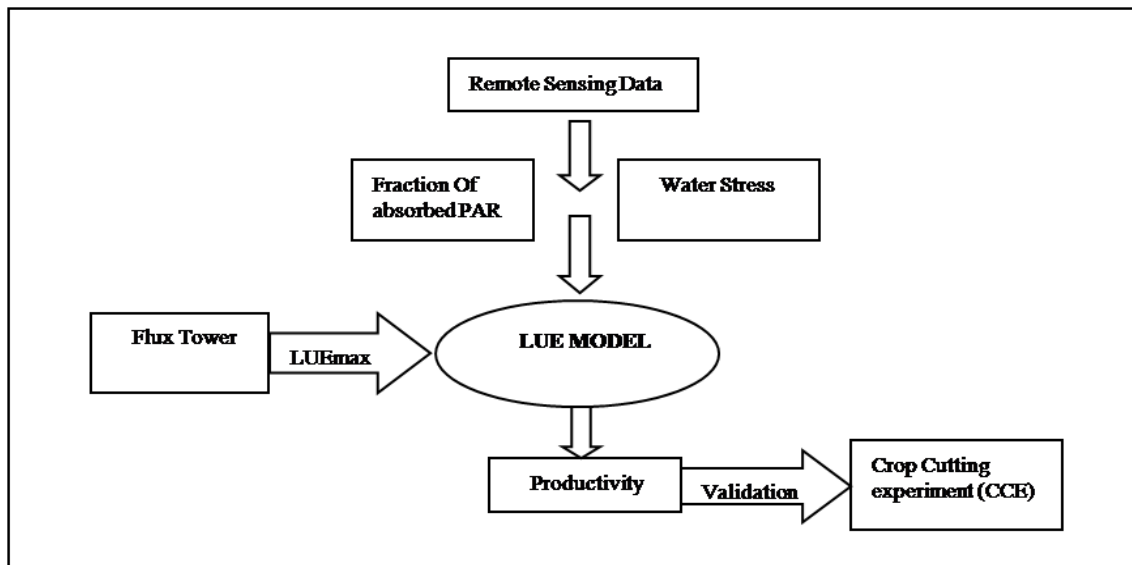 Remote Sensing Data
Fraction Of
absorbed PAR
Water Stress
Flux Tower
LUEmax
LUE MODEL
Productivity
Validation
Crop Cutting
experiment (CCE)